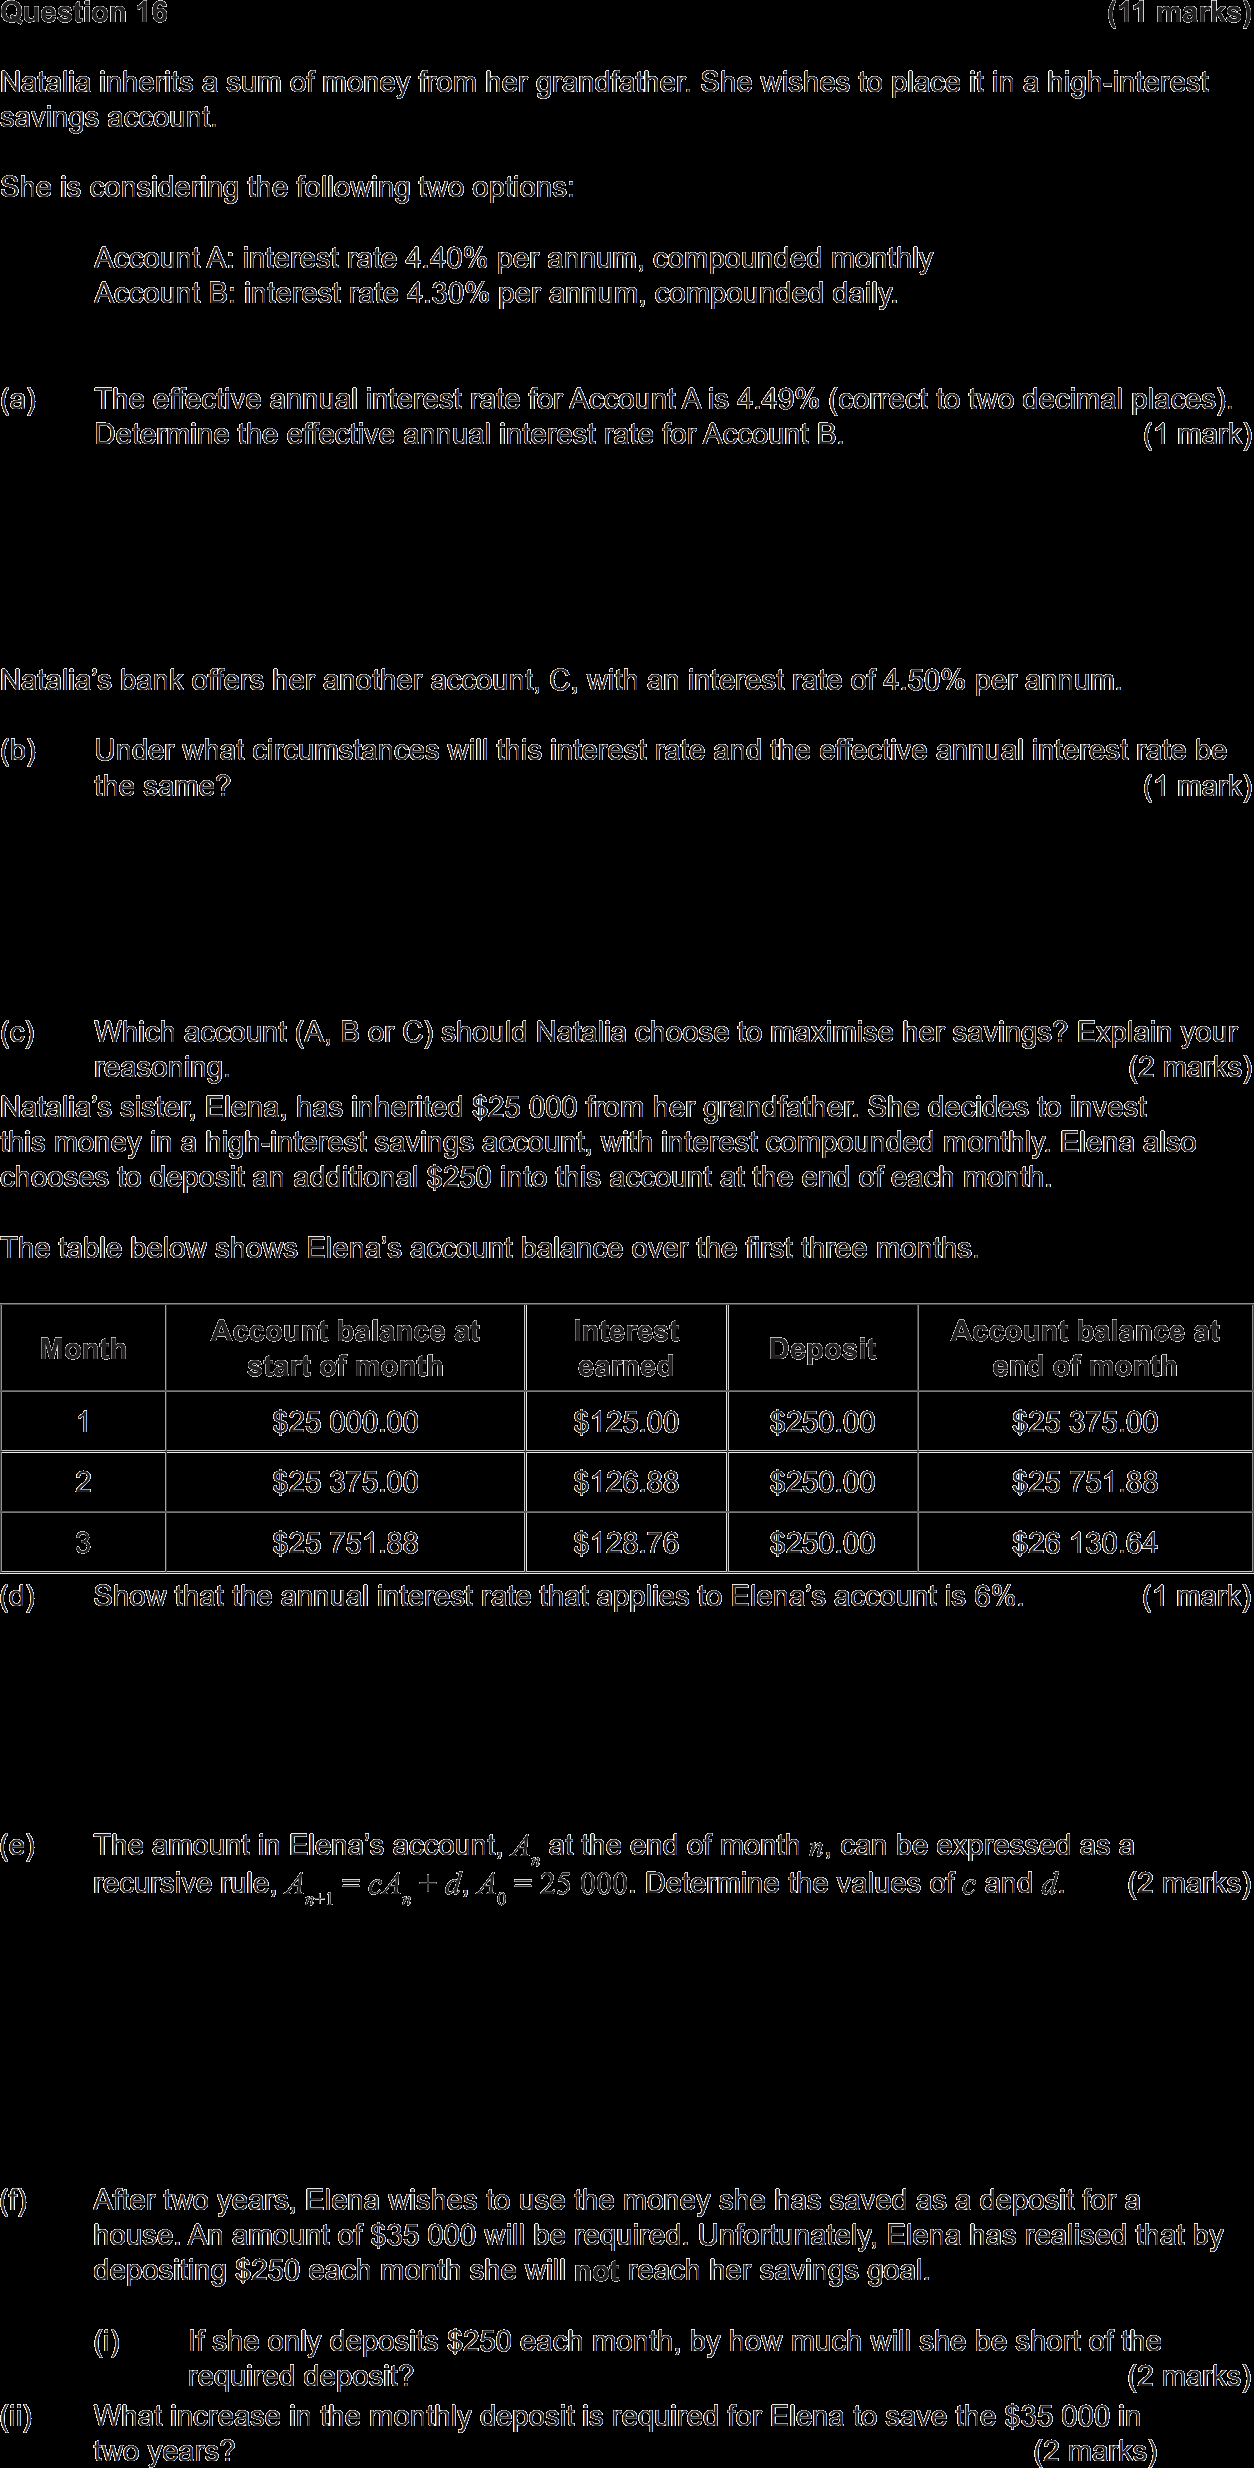 Question 16 (11 marks)
Natalia inherits a sum of money from her grandfather. She wishes to place it in a high-interest
savings account.
She is considering the following two options:
Account A: interest rate 4.40% per annum, compounded monthly
Account B: interest rate 4.30% per annum, compounded daily.
(a) The effective annual interest rate for Account A is 4.49% (correct to two decimal places).
Determine the effective annual interest rate for Account B. (1 mark)
Natalia's bank offers her another account, C, with an interest rate of 4.50% per annum.
(b) Under what circumstances will this interest rate and the effective annual interest rate be
the same? (1 mark)
(c) Which account (A, B or C) should Natalia choose to maximise her savings? Explain your
reasoning. (2 marks)
Natalia's sister, Elena, has inherited $25 000 from her grandfather. She decides to invest
this money in a high-interest savings account, with interest compounded monthly. Elena also
chooses to deposit an additional $250 into this account at the end of each month.
The table below shows Elena's account balance over the first three months.
Month | Account balance at start of month | Interest earned | Deposit | Account balance at end of month
1 | $25 000.00 | $125.00 | $250.00 | $25 375.00
2 | $25 375.00 | $126.88 | $250.00 | $25 751.88
3 | $25 751.88 | $128.76 | $250.00 | $26 130.64
(d) Show that the annual interest rate that applies to Elena's account is 6%. (1 mark)
(e) The amount in Elena's account, Aₙ at the end of month n, can be expressed as a
recursive rule, Aₙ₊₁ = cAₙ + d, A₀ = 25 000. Determine the values of c and d. (2 marks)
(f) After two years, Elena wishes to use the money she has saved as a deposit for a
house. An amount of $35 000 will be required. Unfortunately, Elena has realised that by
depositing $250 each month she will not reach her savings goal.
(i) If she only deposits $250 each month, by how much will she be short of the
required deposit? (2 marks)
(ii) What increase in the monthly deposit is required for Elena to save the $35 000 in
two years? (2 marks)